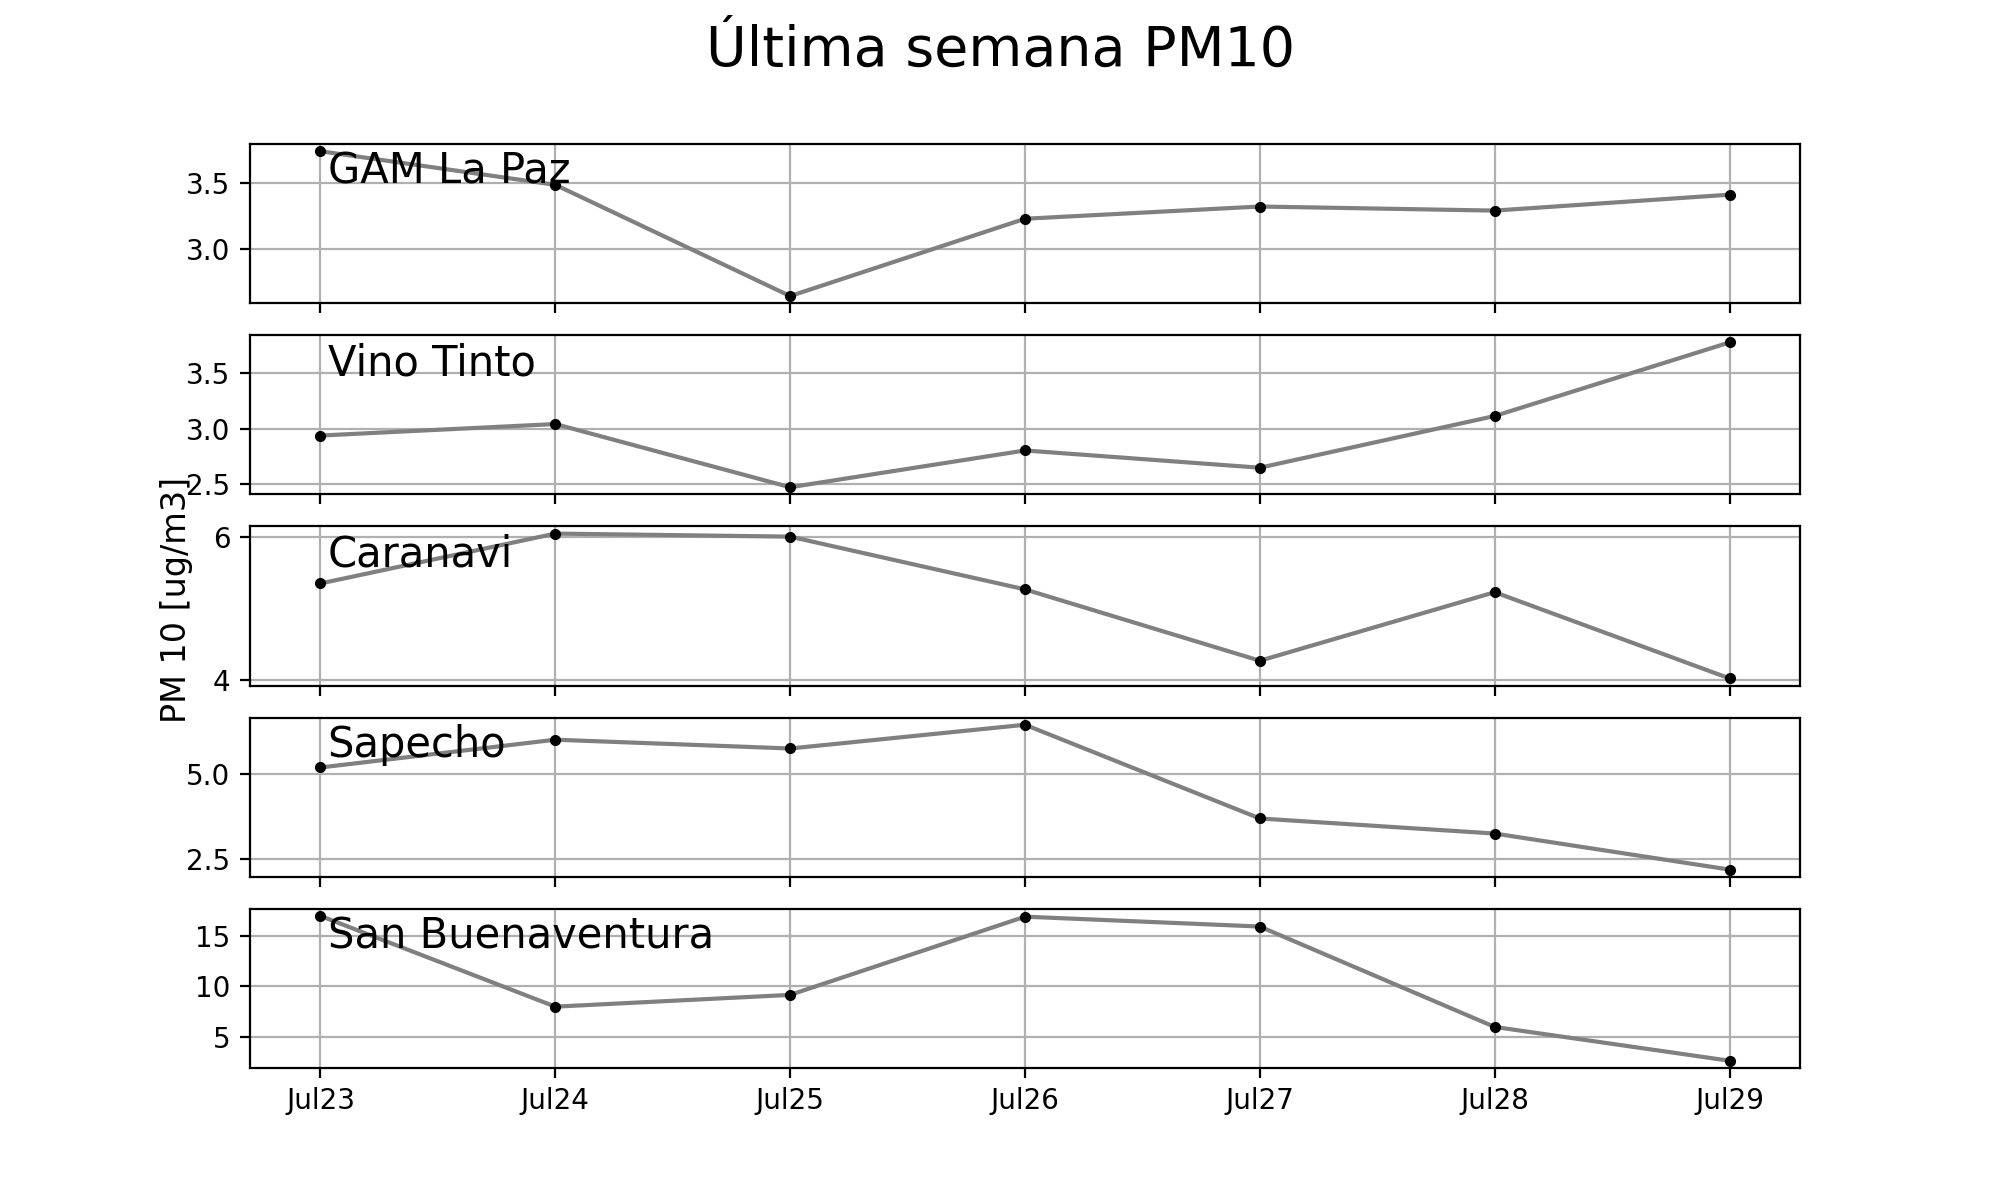 Última semana PM10
GAM La Paz
3.5
3.0
Vino Tinto
3.5
3.0
2.5
PM 10 [ug/m3]
Caranavi
6
4
Sapecho
5.0
2.5
San Buenaventura
15
10
5
Jul23 Jul24 Jul25 Jul26 Jul27 Jul28 Jul29